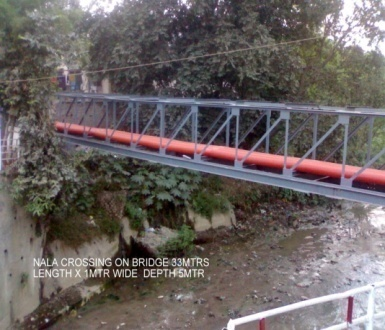 NALA CROSSING ON BRIDGE 33MTRS
LENGTH X 1MTR WIDE DEPTH 5MTR